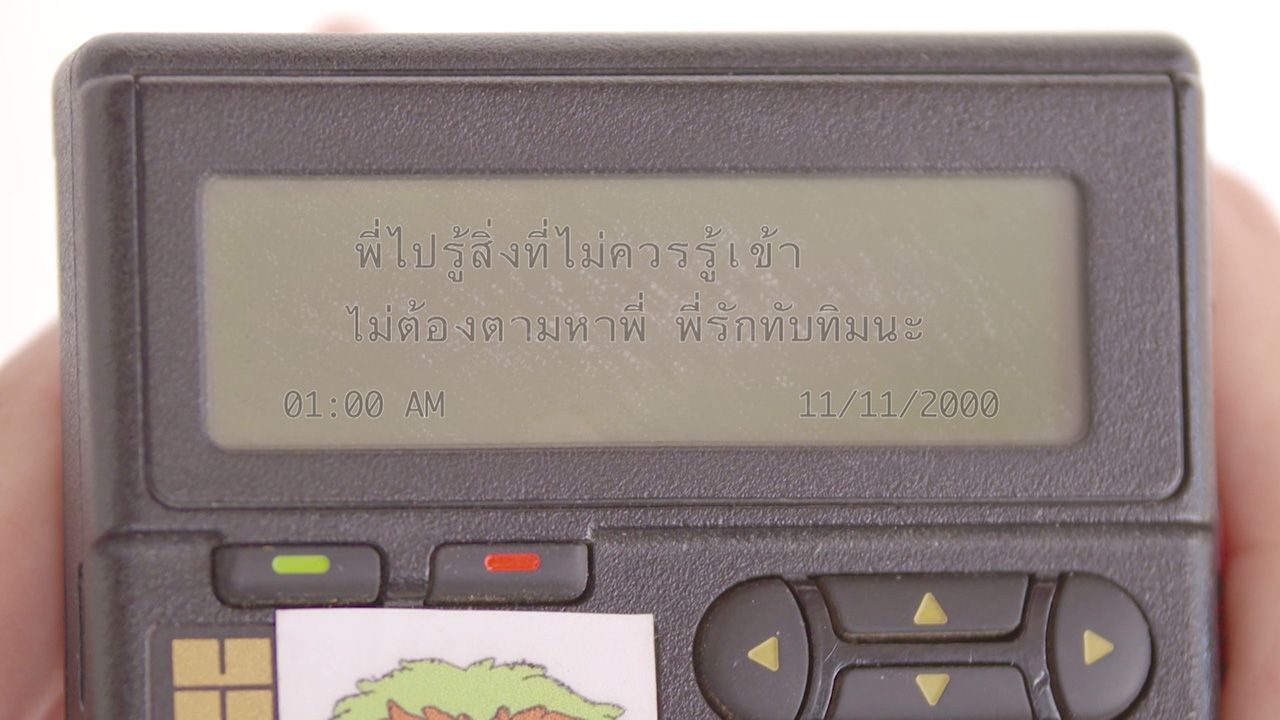 พี่ไปรู้สิ่งที่ไม่ควรรู้เข้า
ไม่ต้องตามหาพี่ พี่รักทับทิมนะ
01:00 AM 11/11/2000